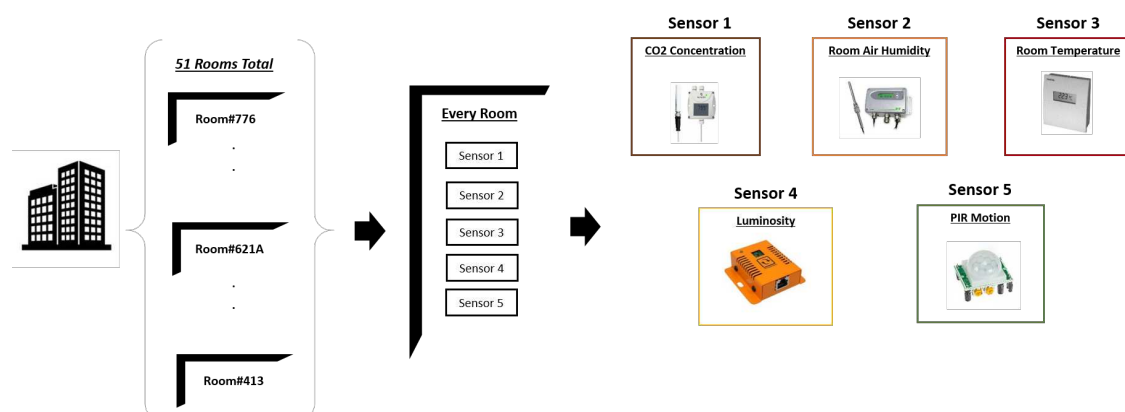 51 Rooms Total
Room#776
.
.
Room#621A
.
.
Room#413
Every Room
Sensor 1
Sensor 2
Sensor 3
Sensor 4
Sensor 5
Sensor 1
CO2 Concentration
Sensor 2
Room Air Humidity
Sensor 3
Room Temperature
Sensor 4
Luminosity
Sensor 5
PIR Motion